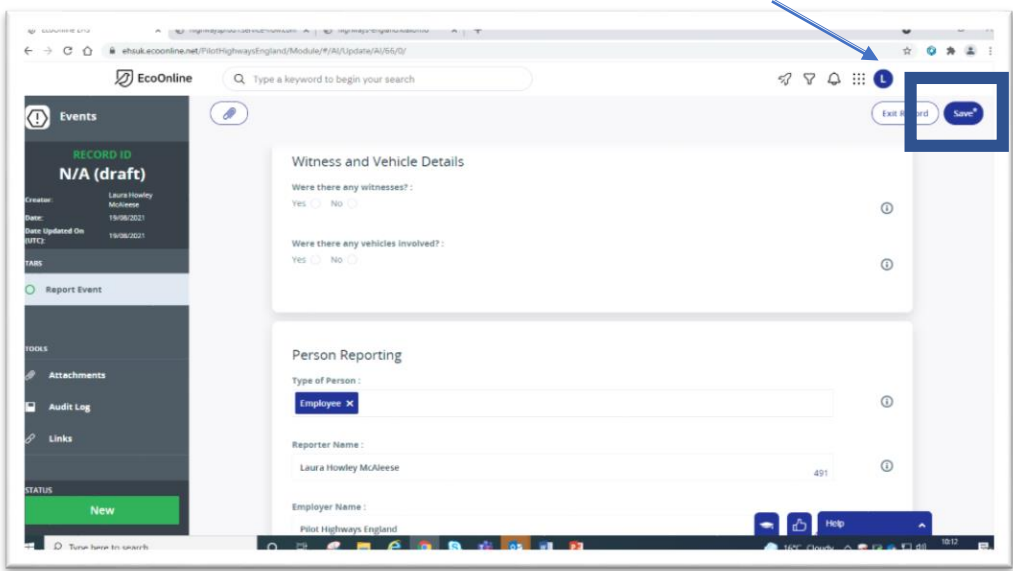 ehsuk.ecoonline.net/PilotHighwaysEngland/Module/#/AI/Update/AI/66/0/
EcoOnline
Type a keyword to begin your search
L
Events
Exit Record
Save*
RECORD ID
N/A (draft)
Creator:
Laura Howley
McAleese
Date:
19/08/2021
Date Updated On
(UTC):
19/08/2021
TABS
Report Event
TOOLS
Attachments
Audit Log
Links
STATUS
New
Witness and Vehicle Details
Were there any witnesses? :
Yes No
Were there any vehicles involved? :
Yes No
Person Reporting
Type of Person :
Employee ×
Reporter Name :
Laura Howley McAleese
491
Employer Name :
Pilot Highways England
Help
Type here to search
16°C Cloudy
10:12